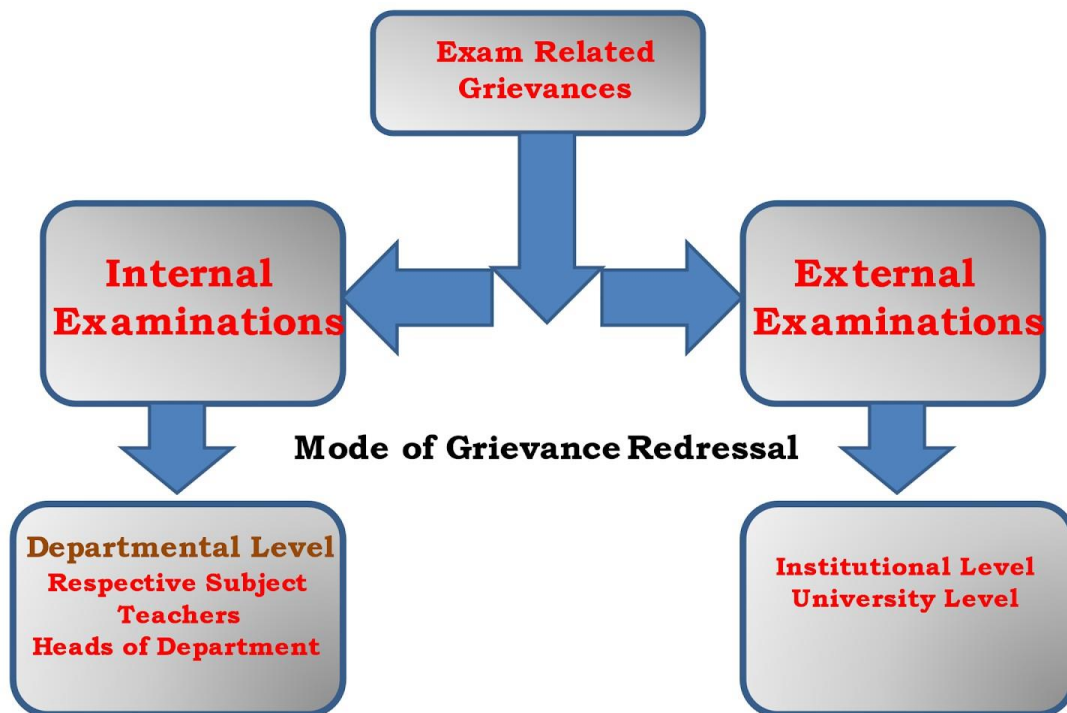 Exam Related
Grievances
Internal
Examinations
External
Examinations
Mode of Grievance Redressal
Departmental Level
Respective Subject
Teachers
Heads of Department
Institutional Level
University Level